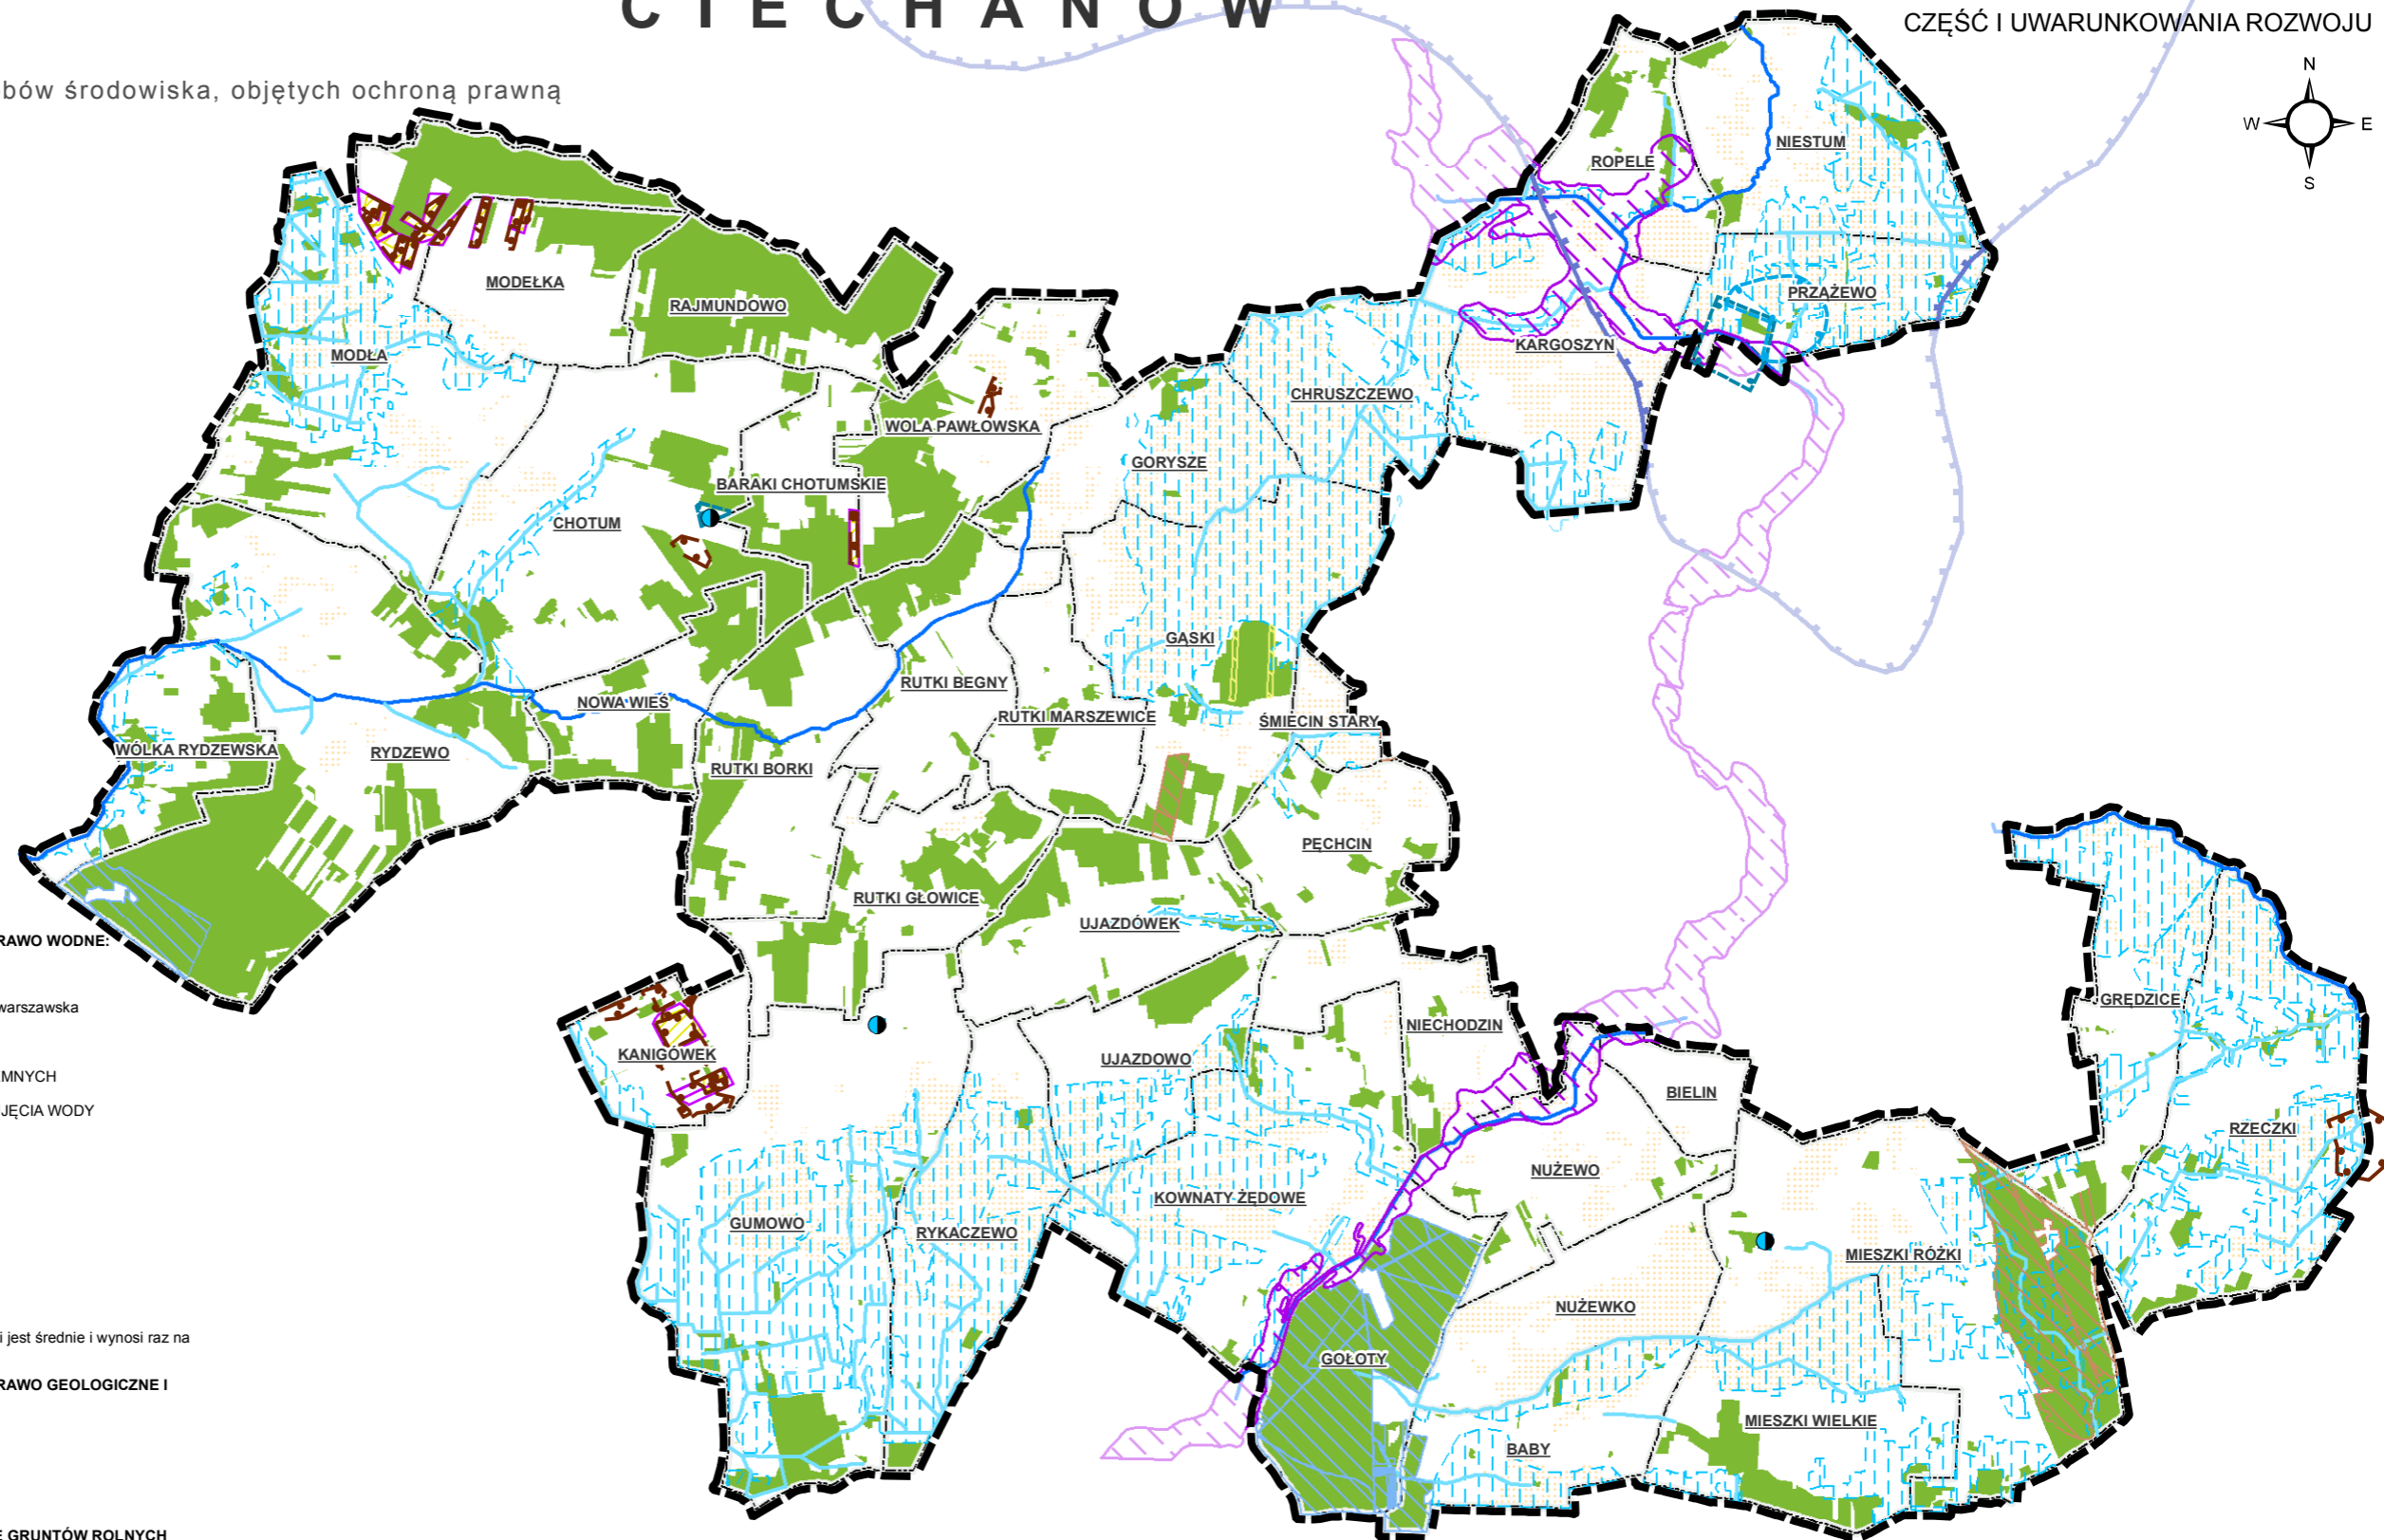 CIECHANÓW
CZĘŚĆ I UWARUNKOWANIA ROZWOJU
bów środowiska, objętych ochroną prawną
N
W
E
S
NIESTUM
ROPELE
MODEŁKA
RAJMUNDOWO
PRZĄŻEWO
KARGOSZYN
MODŁA
CHRUSZCZEWO
WOLA PAWŁOWSKA
GORYSZE
BARAKI CHOTUMSKIE
CHOTUM
GĄSKI
RUTKI BEGNY
NOWA WIEŚ
RUTKI MARSZEWICE
ŚMIECIN STARY
WÓLKA RYDZEWSKA
RYDZEWO
RUTKI BORKI
PĘCHCIN
RUTKI GŁOWICE
UJAZDÓWEK
RAWO WODNE:
GRĘDZICE
warszawska
NIECHODZIN
KANIGÓWEK
UJAZDOWO
EMNYCH
BIELIN
JĘCIA WODY
RZECZKI
NUŻEWO
KOWNATY ŻĘDOWE
GUMOWO
RYKACZEWO
MIESZKI RÓŻKI
NUŻEWKO
i jest średnie i wynosi raz na
GOŁOTY
RAWO GEOLOGICZNE I
MIESZKI WIELKIE
BABY
E GRUNTÓW ROLNYCH